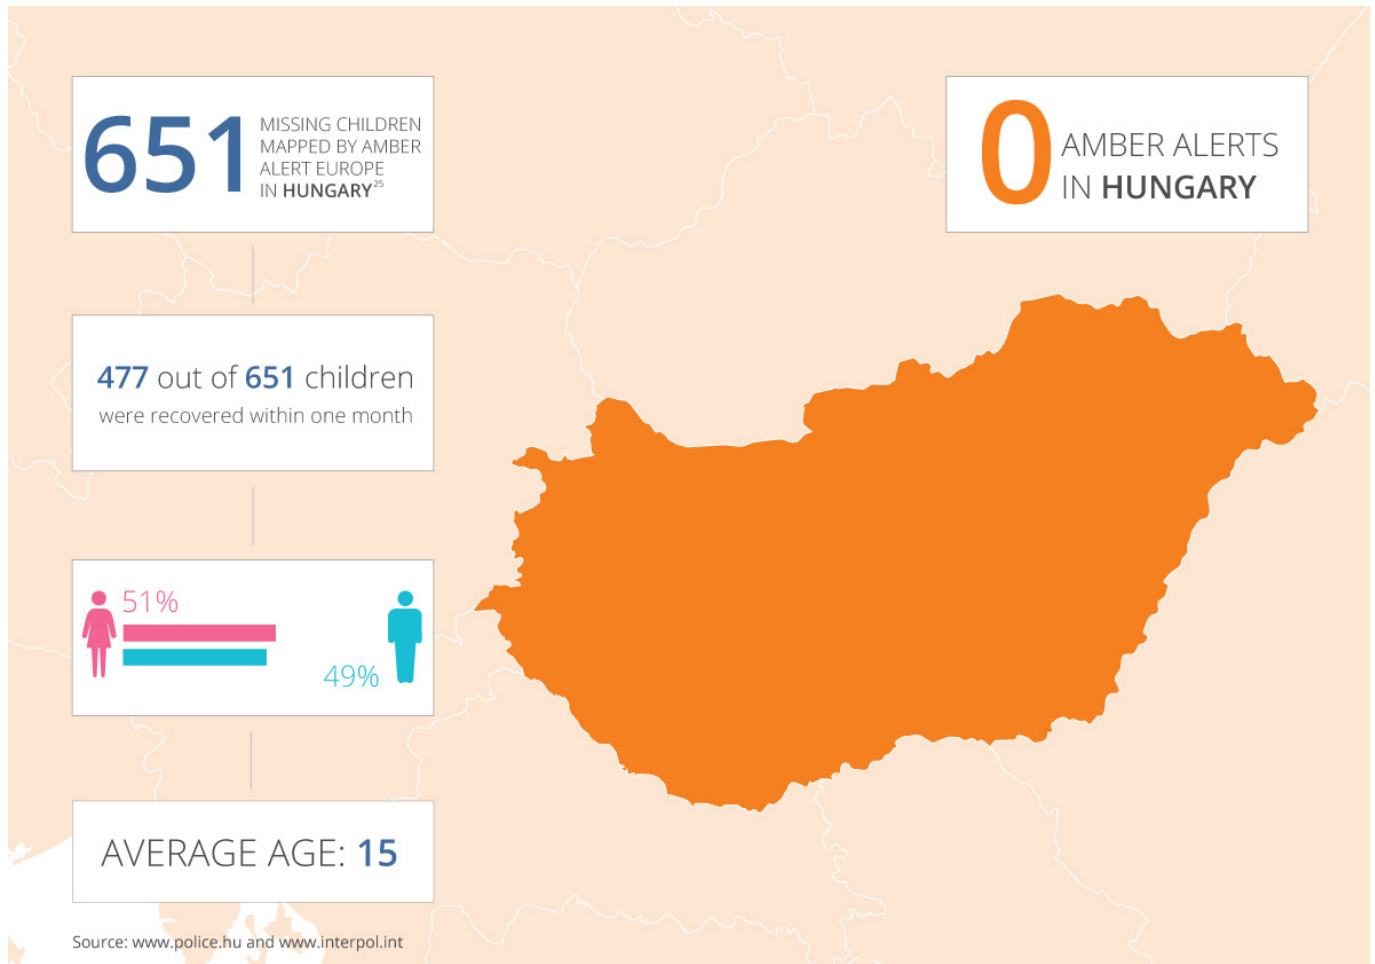 651
MISSING CHILDREN
MAPPED BY AMBER
ALERT EUROPE
IN HUNGARY25
0
AMBER ALERTS
IN HUNGARY
477 out of 651 children
were recovered within one month
51%
49%
AVERAGE AGE: 15
Source: www.police.hu and www.interpol.int